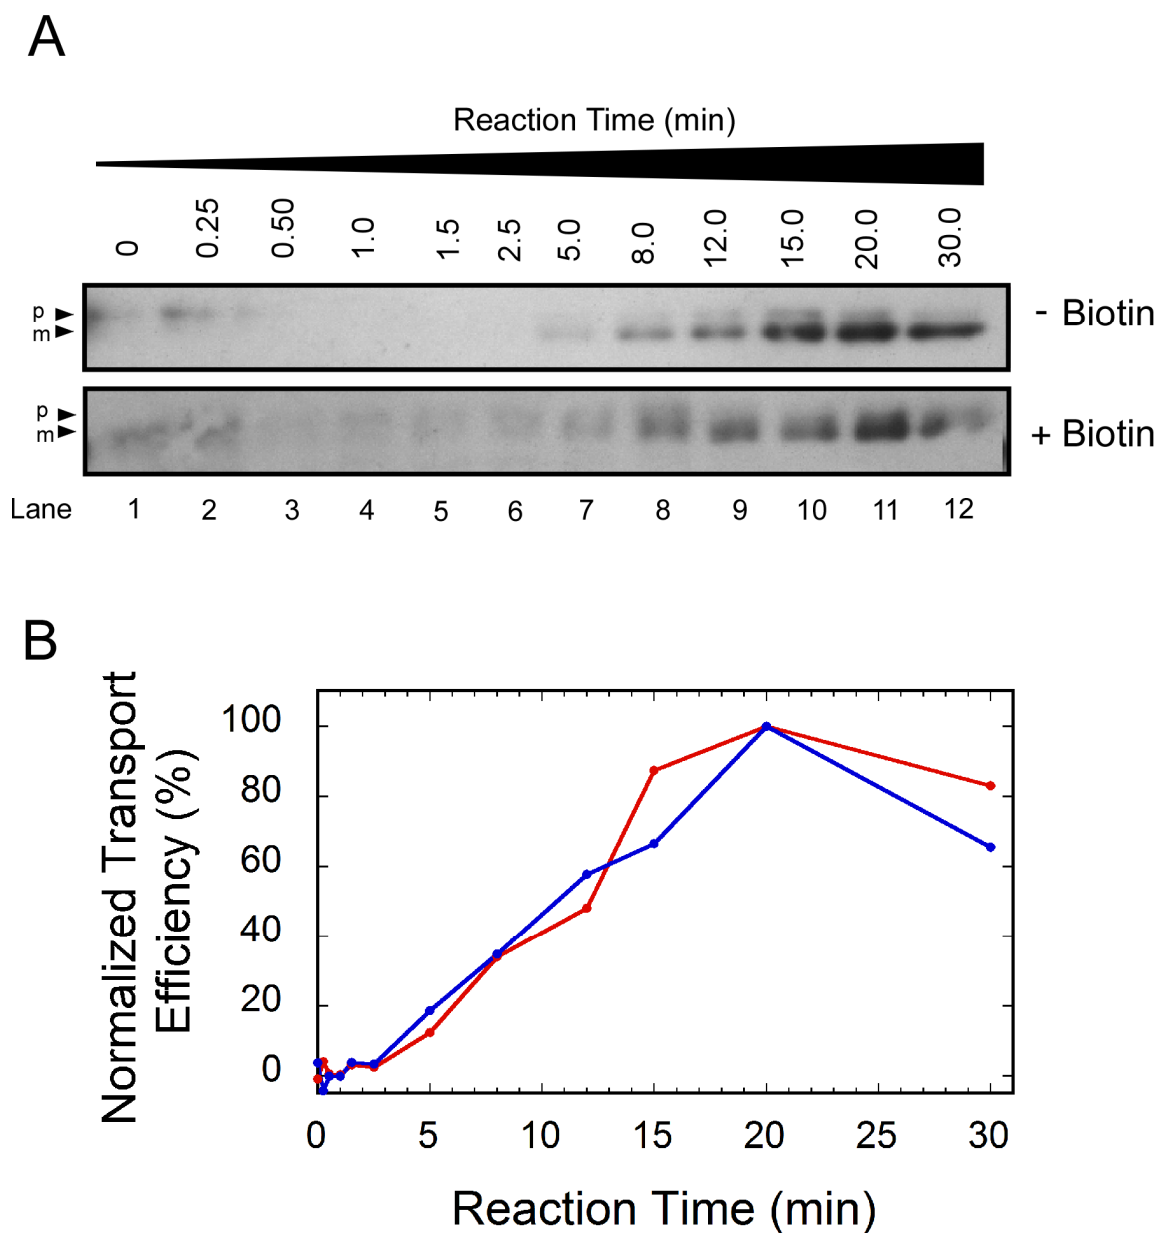 A
Reaction Time (min)
0 0.25 0.50 1.0 1.5 2.5 5.0 8.0 12.0 15.0 20.0 30.0
p
m
- Biotin
p
m
+ Biotin
Lane 1 2 3 4 5 6 7 8 9 10 11 12
B
Normalized Transport
Efficiency (%)
100
80
60
40
20
0
0 5 10 15 20 25 30
Reaction Time (min)